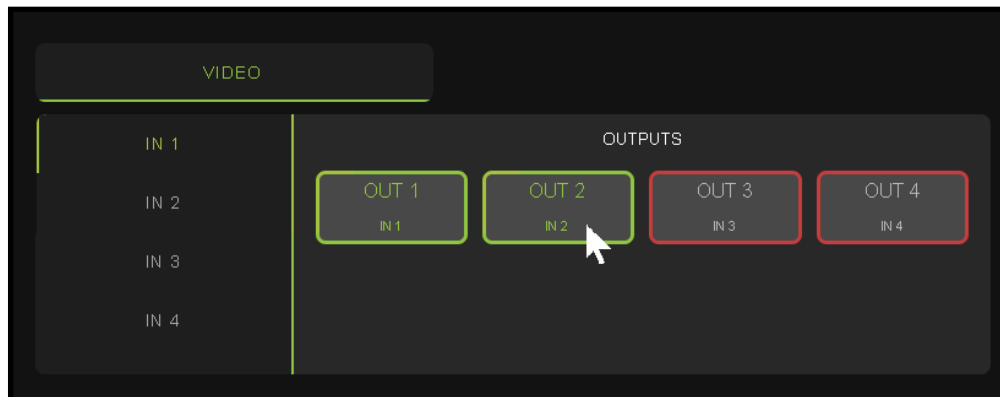 VIDEO
IN 1
IN 2
IN 3
IN 4
OUTPUTS
OUT 1
IN 1
OUT 2
IN 2
OUT 3
IN 3
OUT 4
IN 4